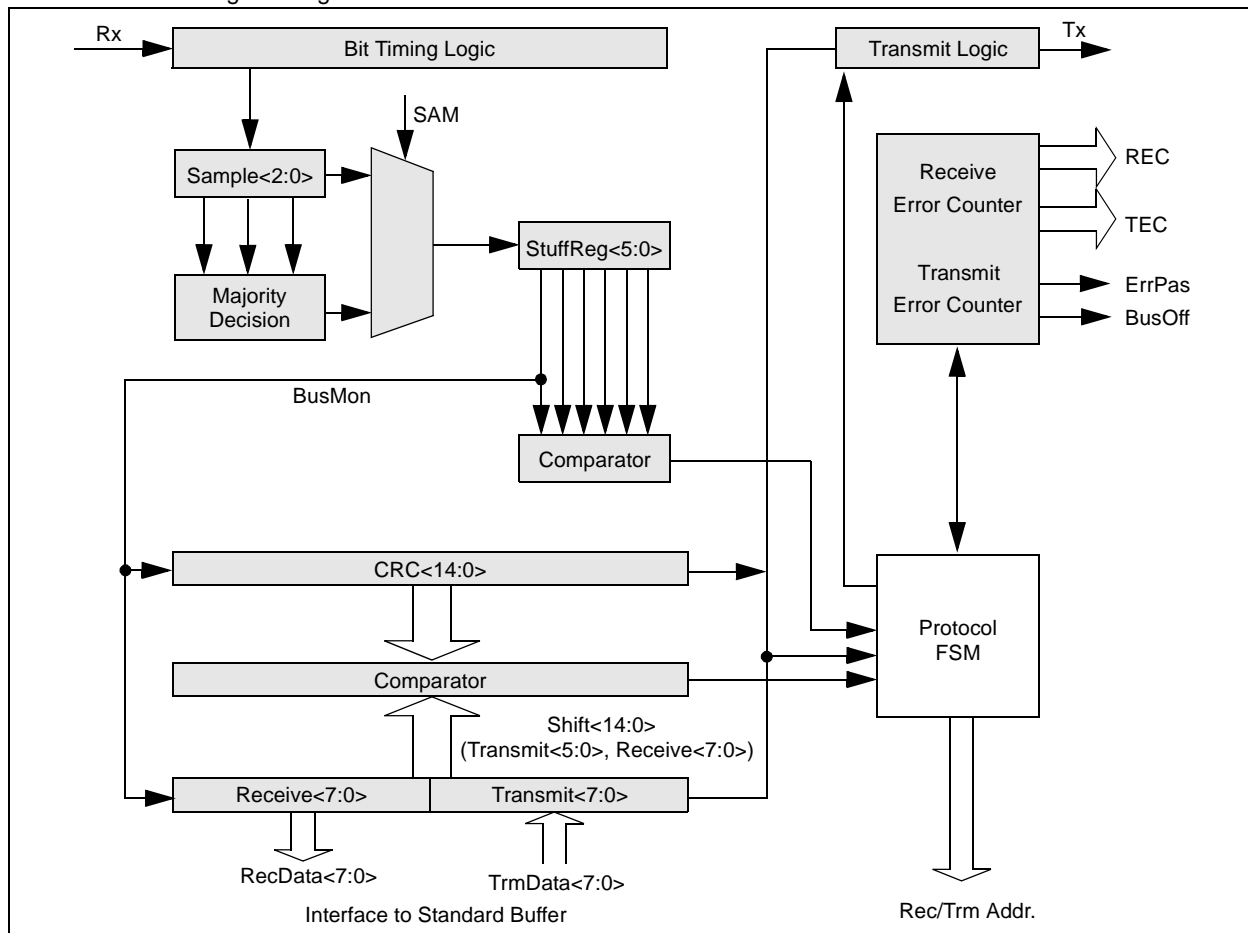 Rx
Bit Timing Logic
Transmit Logic
Tx
SAM
Sample<2:0>
Majority
Decision
StuffReg<5:0>
Receive
Error Counter
Transmit
Error Counter
REC
TEC
ErrPas
BusOff
BusMon
Comparator
CRC<14:0>
Comparator
Protocol
FSM
Shift<14:0>
(Transmit<5:0>, Receive<7:0>)
Receive<7:0>
Transmit<7:0>
RecData<7:0>
TrmData<7:0>
Interface to Standard Buffer
Rec/Trm Addr.